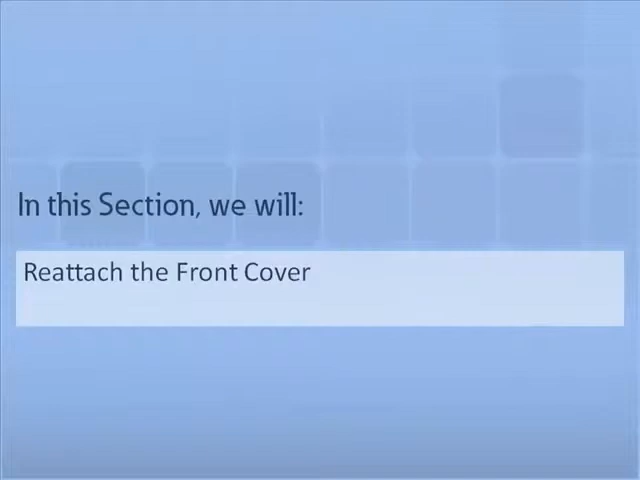 In this Section, we will:
Reattach the Front Cover